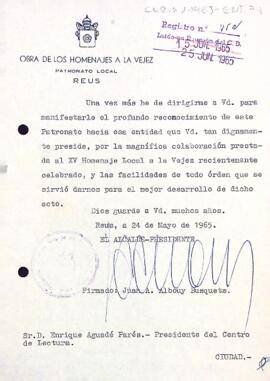 Registro n.º
15 JUN. 1965
OBRA DE LOS HOMENAJES A LA VEJEZ
PATRONATO LOCAL
REUS
Una vez más he de dirigirme a Vd. para
manifestarle el profundo reconocimiento de este
Patronato hacia esa entidad que Vd. tan dignamen-
te preside, por la magnífica colaboración presta-
da al XV Homenaje Local a la Vejez recientemente
celebrado, y las facilidades de todo órden que se
sirvió darnos para el mejor desarrollo de dicho
acto.
Dios guarde a Vd. muchos años.
Reus, a 24 de Mayo de 1965.
EL ALCALDE-PRESIDENTE
Firmado: Juan A. Albouy Busquets.
Sr.D. Enrique Aguadé Parés.- Presidente del Centro
de Lectura.
CIUDAD.-